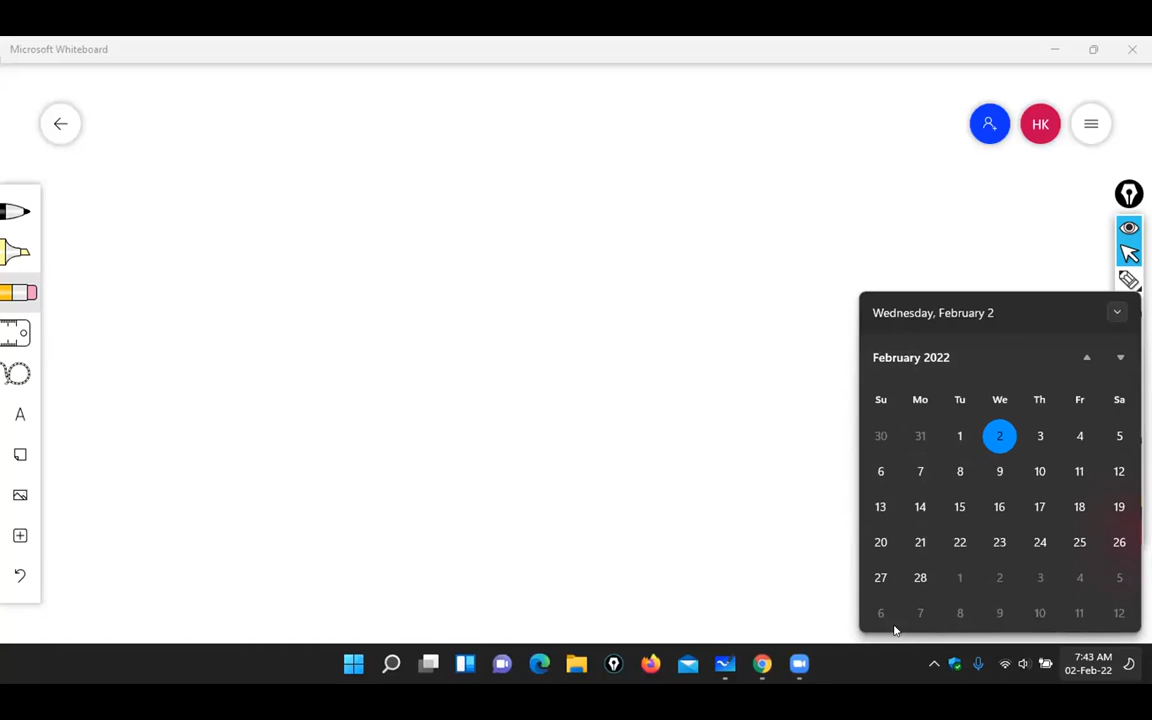 Microsoft Whiteboard
HK
A
Wednesday, February 2
February 2022
Su Mo Tu We Th Fr Sa
30 31 1 2 3 4 5
6 7 8 9 10 11 12
13 14 15 16 17 18 19
20 21 22 23 24 25 26
27 28 1 2 3 4 5
6 7 8 9 10 11 12
7:43 AM
02-Feb-22